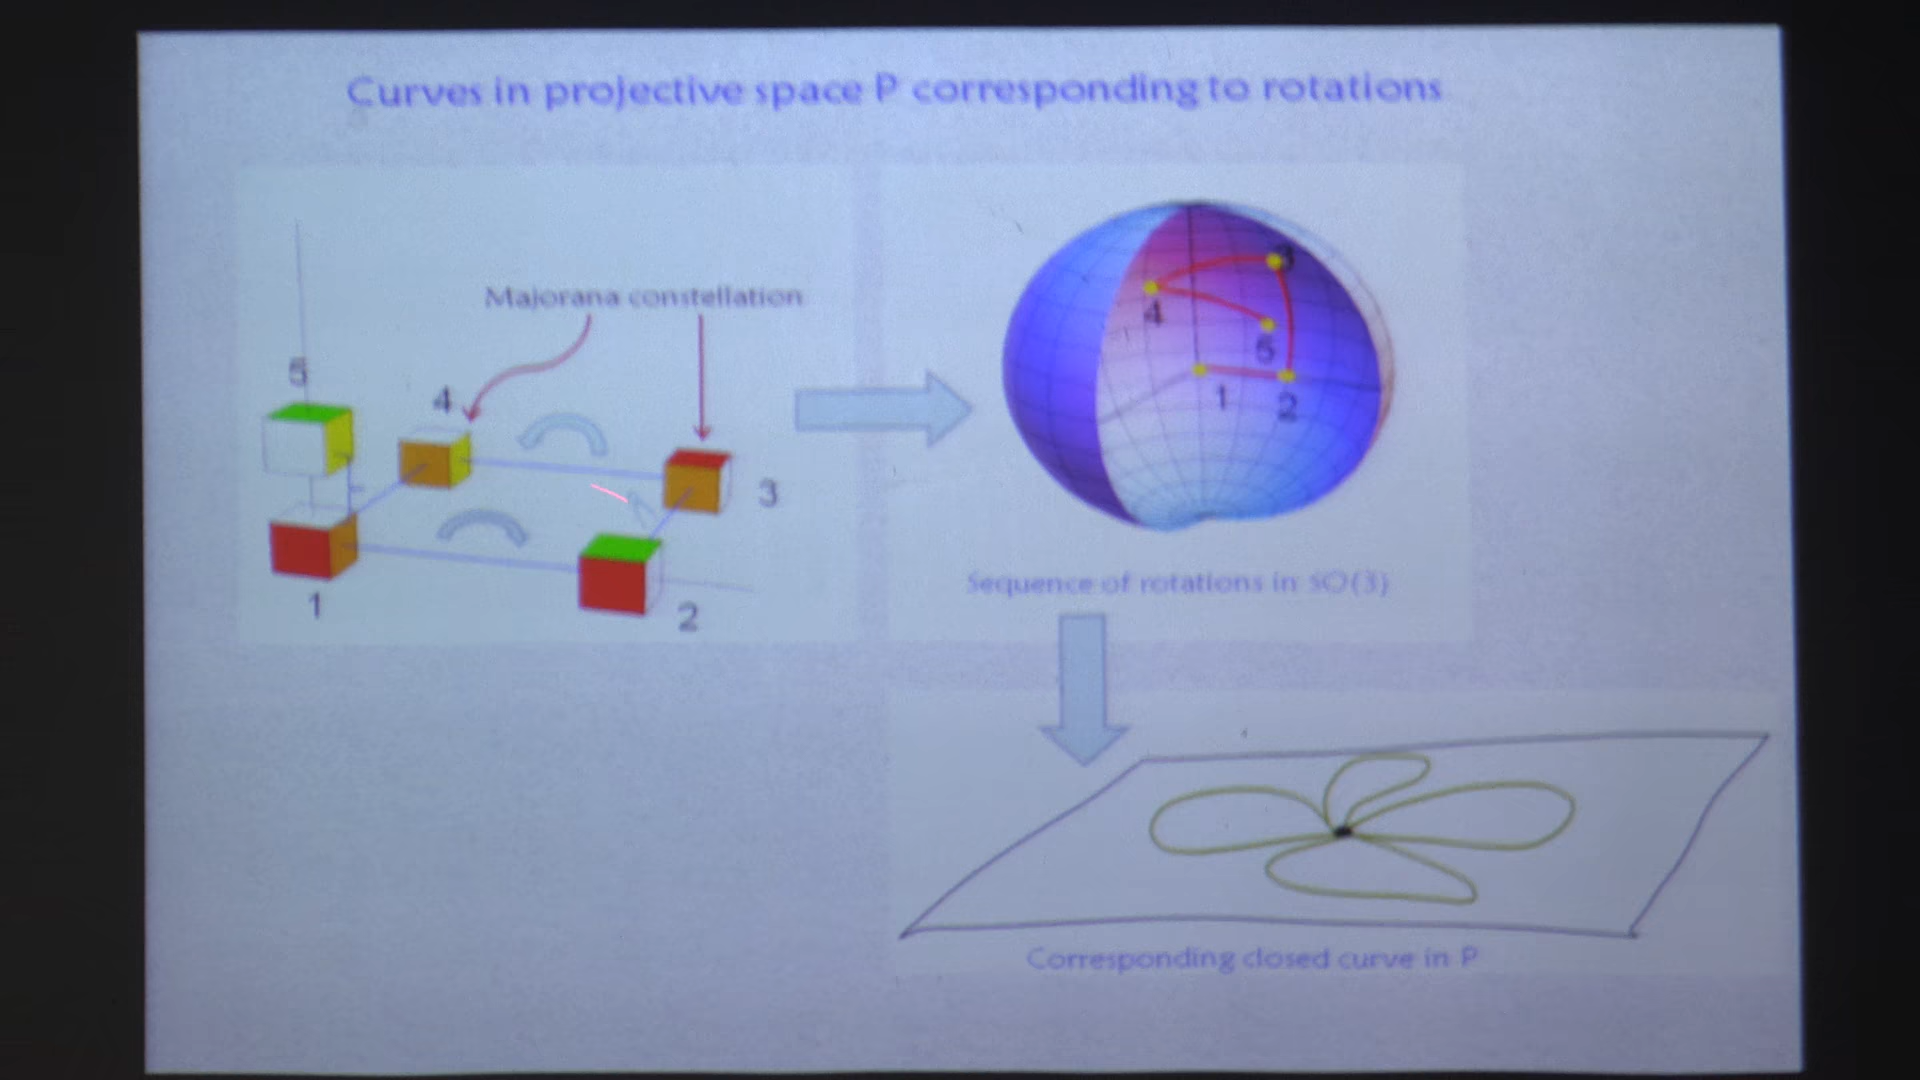 Curves in projective space P corresponding to rotations
Majorana constellation
5
4
3
1
2
3
4
5
1
2
Sequence of rotations in SO(3)
Corresponding closed curve in P